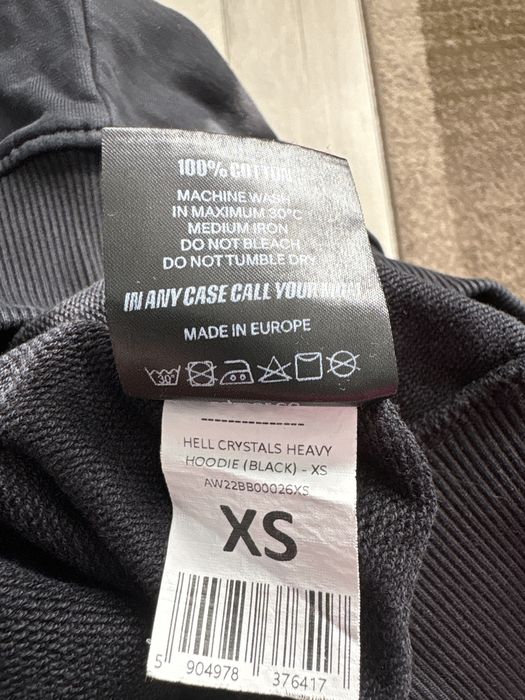 100% COTTON
MACHINE WASH
IN MAXIMUM 30°C
MEDIUM IRON
DO NOT BLEACH
DO NOT TUMBLE DRY
IN ANY CASE CALL YOUR MOM
MADE IN EUROPE
30°
---------------
HELL CRYSTALS HEAVY
HOODIE (BLACK) - XS
AW22BB00026XS
XS
5 904978 376417